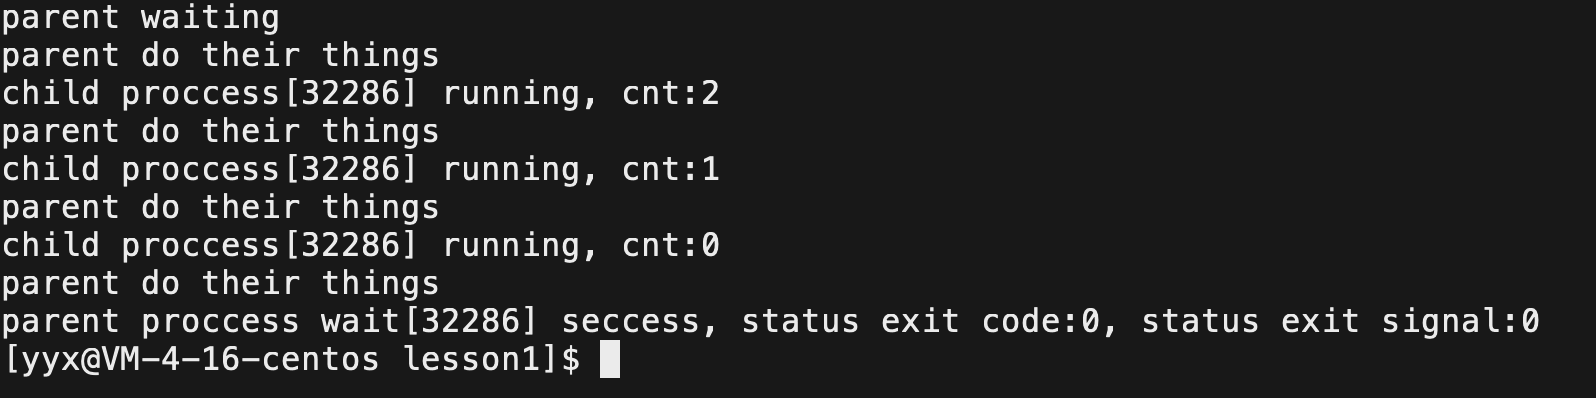 parent waiting
parent do their things
child proccess[32286] running, cnt:2
parent do their things
child proccess[32286] running, cnt:1
parent do their things
child proccess[32286] running, cnt:0
parent do their things
parent proccess wait[32286] seccess, status exit code:0, status exit signal:0
[yyx@VM-4-16-centos lesson1]$